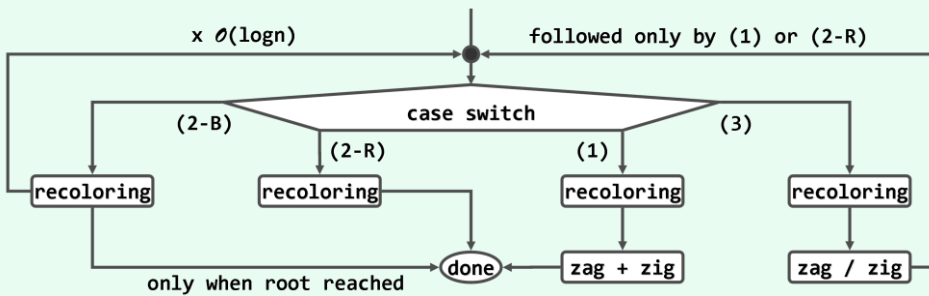 x 𝒪(logn)
followed only by (1) or (2-R)
case switch
(2-B)
(3)
(2-R)
(1)
recoloring
recoloring
recoloring
recoloring
done
zag + zig
zag / zig
only when root reached